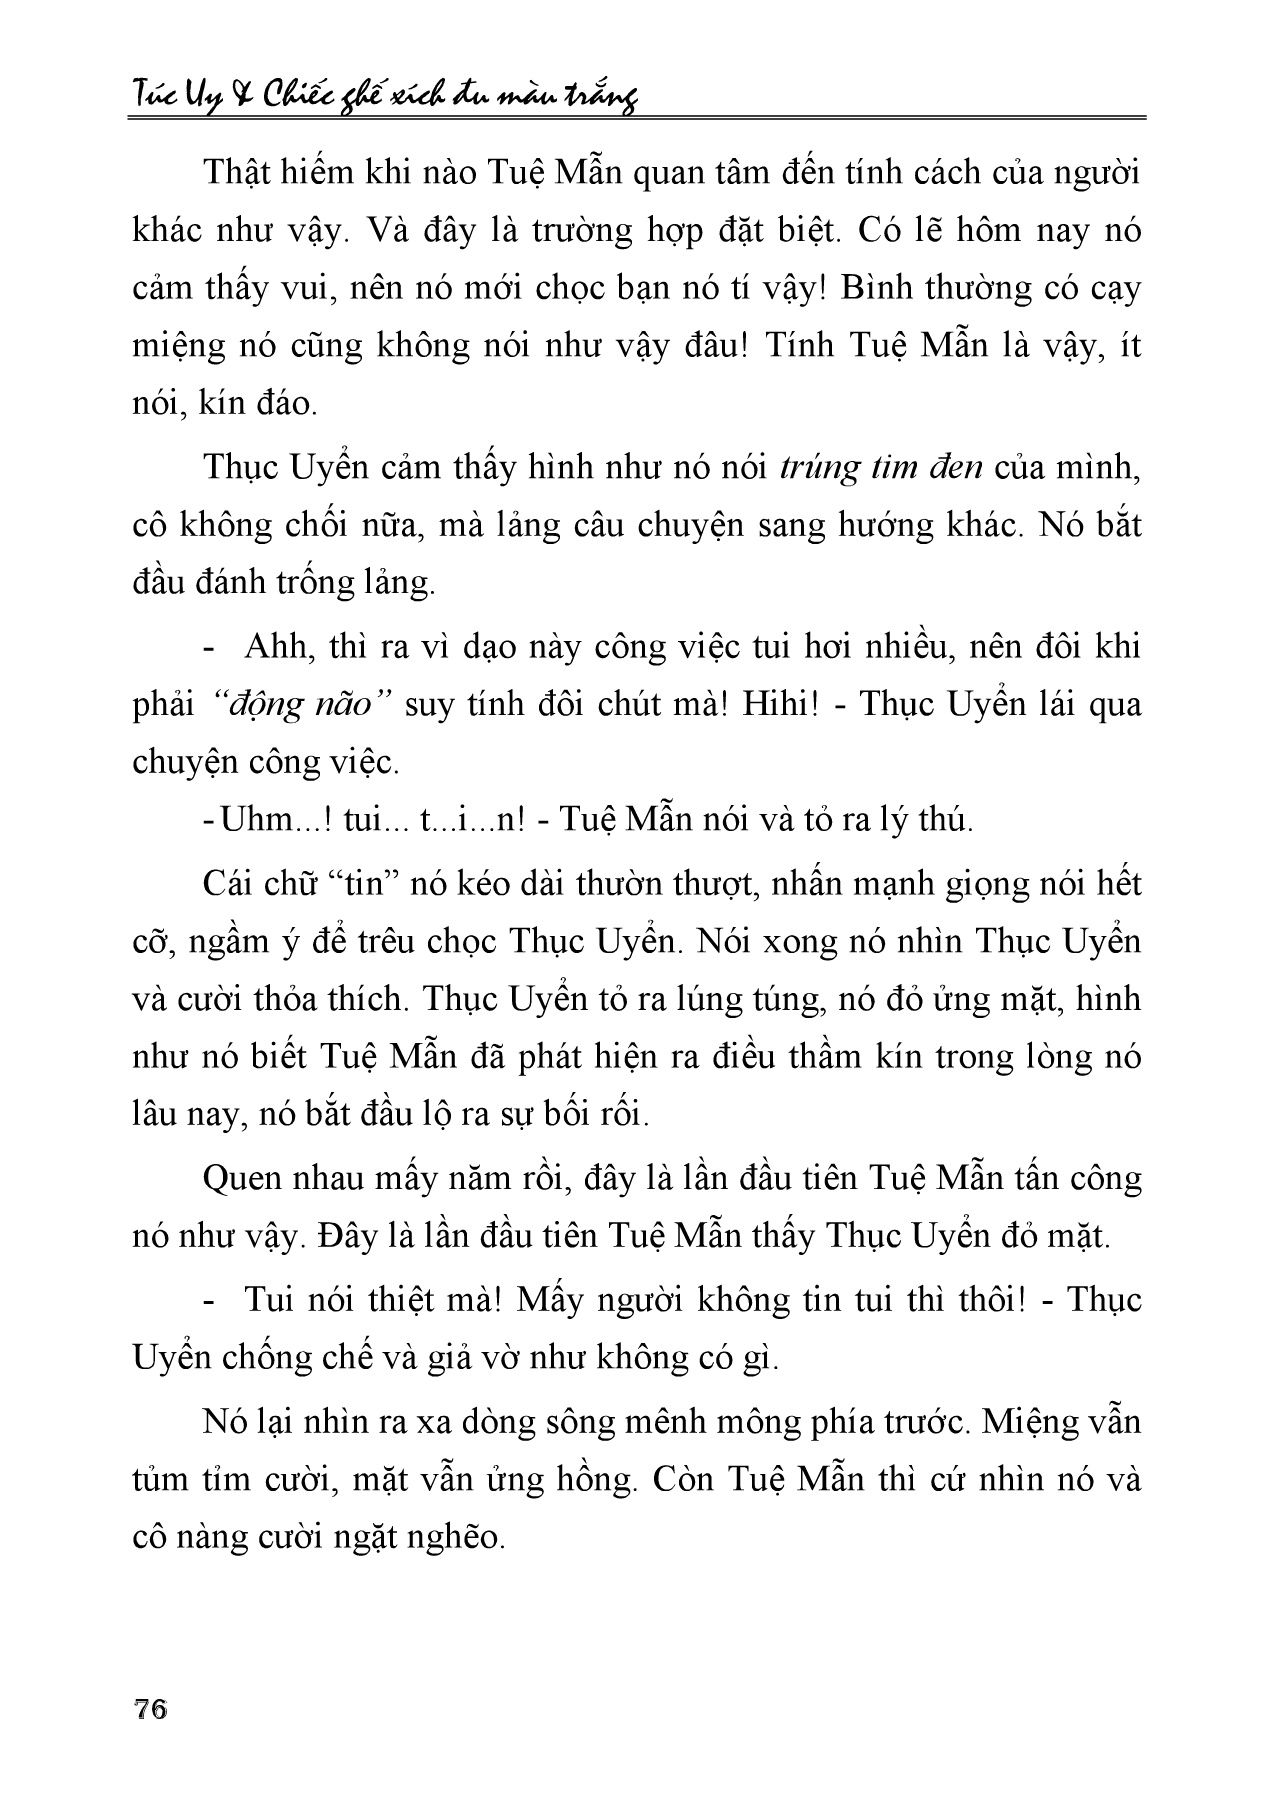 Túc Uy & Chiếc ghế xích đu màu trắng
Thật hiếm khi nào Tuệ Mẫn quan tâm đến tính cách của người
khác như vậy. Và đây là trường hợp đặt biệt. Có lẽ hôm nay nó
cảm thấy vui, nên nó mới chọc bạn nó tí vậy! Bình thường có cạy
miệng nó cũng không nói như vậy đâu! Tính Tuệ Mẫn là vậy, ít
nói, kín đáo.
Thục Uyển cảm thấy hình như nó nói trúng tim đen của mình,
cô không chối nữa, mà lảng câu chuyện sang hướng khác. Nó bắt
đầu đánh trống lảng.
- Ahh, thì ra vì dạo này công việc tui hơi nhiều, nên đôi khi
phải “động não” suy tính đôi chút mà! Hihi! - Thục Uyển lái qua
chuyện công việc.
- Uhm...! tui... t...i...n! - Tuệ Mẫn nói và tỏ ra lý thú.
Cái chữ “tin” nó kéo dài thườn thượt, nhấn mạnh giọng nói hết
cỡ, ngầm ý để trêu chọc Thục Uyển. Nói xong nó nhìn Thục Uyển
và cười thỏa thích. Thục Uyển tỏ ra lúng túng, nó đỏ ửng mặt, hình
như nó biết Tuệ Mẫn đã phát hiện ra điều thầm kín trong lòng nó
lâu nay, nó bắt đầu lộ ra sự bối rối.
Quen nhau mấy năm rồi, đây là lần đầu tiên Tuệ Mẫn tấn công
nó như vậy. Đây là lần đầu tiên Tuệ Mẫn thấy Thục Uyển đỏ mặt.
- Tui nói thiệt mà! Mấy người không tin tui thì thôi! - Thục
Uyển chống chế và giả vờ như không có gì.
Nó lại nhìn ra xa dòng sông mênh mông phía trước. Miệng vẫn
tủm tỉm cười, mặt vẫn ửng hồng. Còn Tuệ Mẫn thì cứ nhìn nó và
cô nàng cười ngặt nghẽo.
76